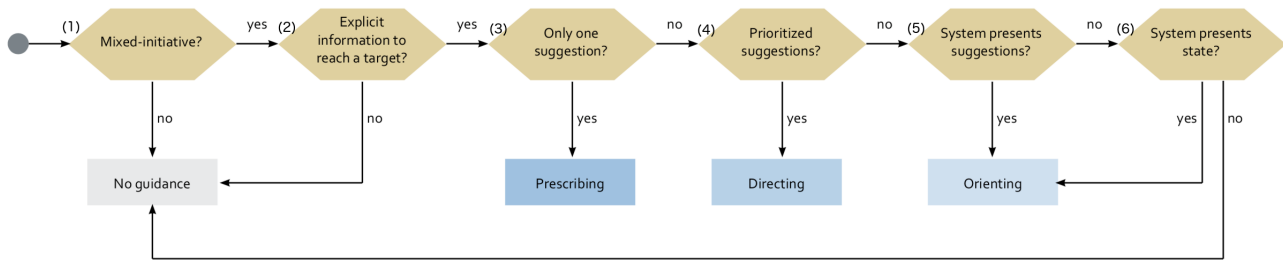 (1)
Mixed-initiative?
yes
(2)
Explicit
information to
reach a target?
yes
(3)
Only one
suggestion?
no
(4)
Prioritized
suggestions?
no
(5)
System presents
suggestions?
no
(6)
System presents
state?
no
no
yes
yes
yes
yes
no
No guidance
Prescribing
Directing
Orienting